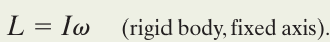 L = Iω (rigid body, fixed axis).